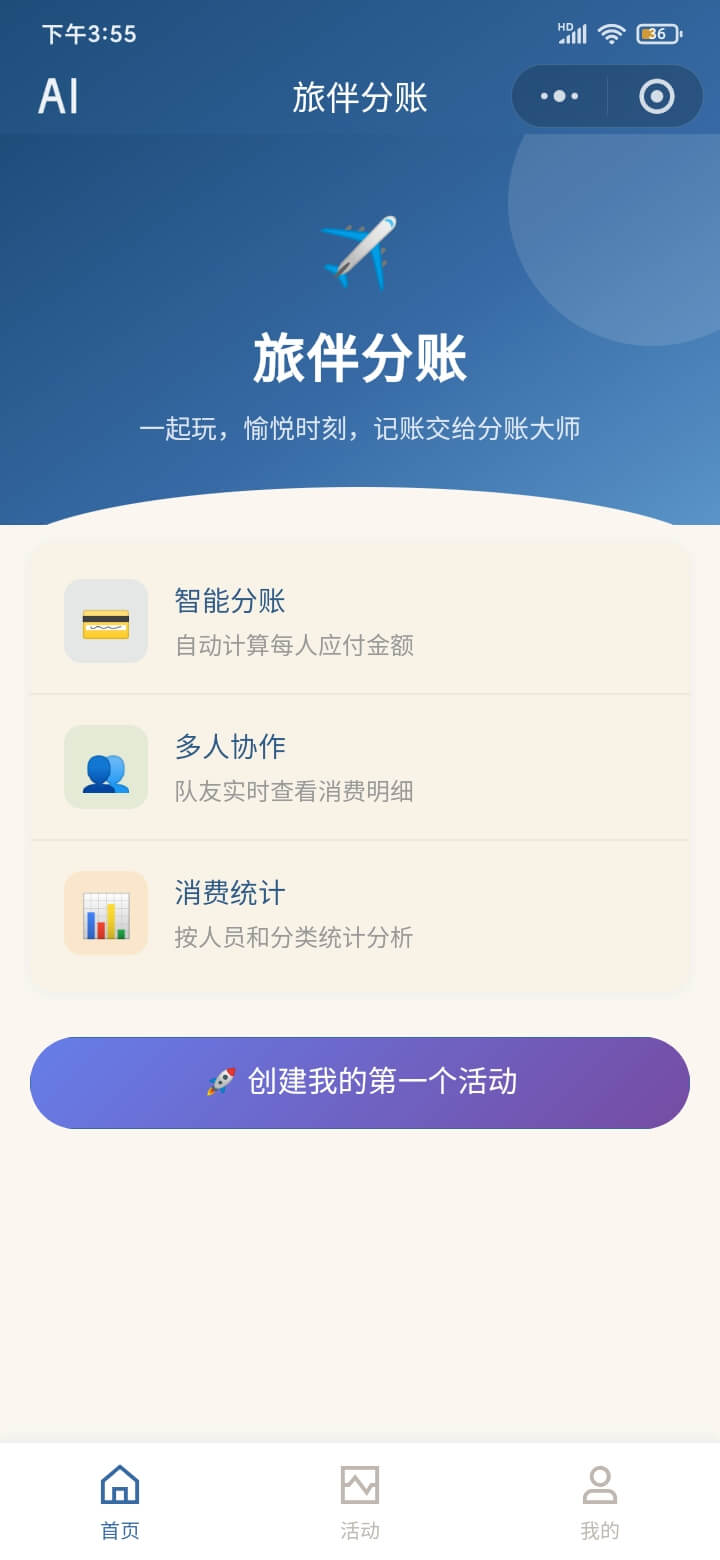 下午3:55
HD
36
AI
旅伴分账
旅伴分账
一起玩，愉悦时刻，记账交给分账大师
智能分账
自动计算每人应付金额
多人协作
队友实时查看消费明细
消费统计
按人员和分类统计分析
🚀 创建我的第一个活动
首页
活动
我的